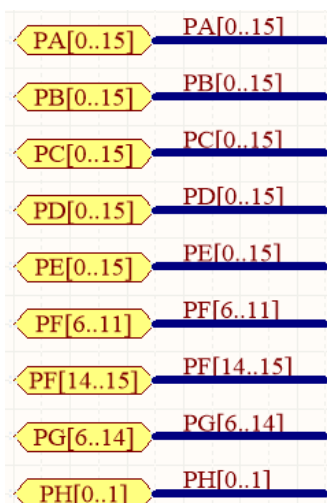 PA[0..15] PA[0..15]
PB[0..15] PB[0..15]
PC[0..15] PC[0..15]
PD[0..15] PD[0..15]
PE[0..15] PE[0..15]
PF[6..11] PF[6..11]
PF[14..15] PF[14..15]
PG[6..14] PG[6..14]
PH[0..1] PH[0..1]